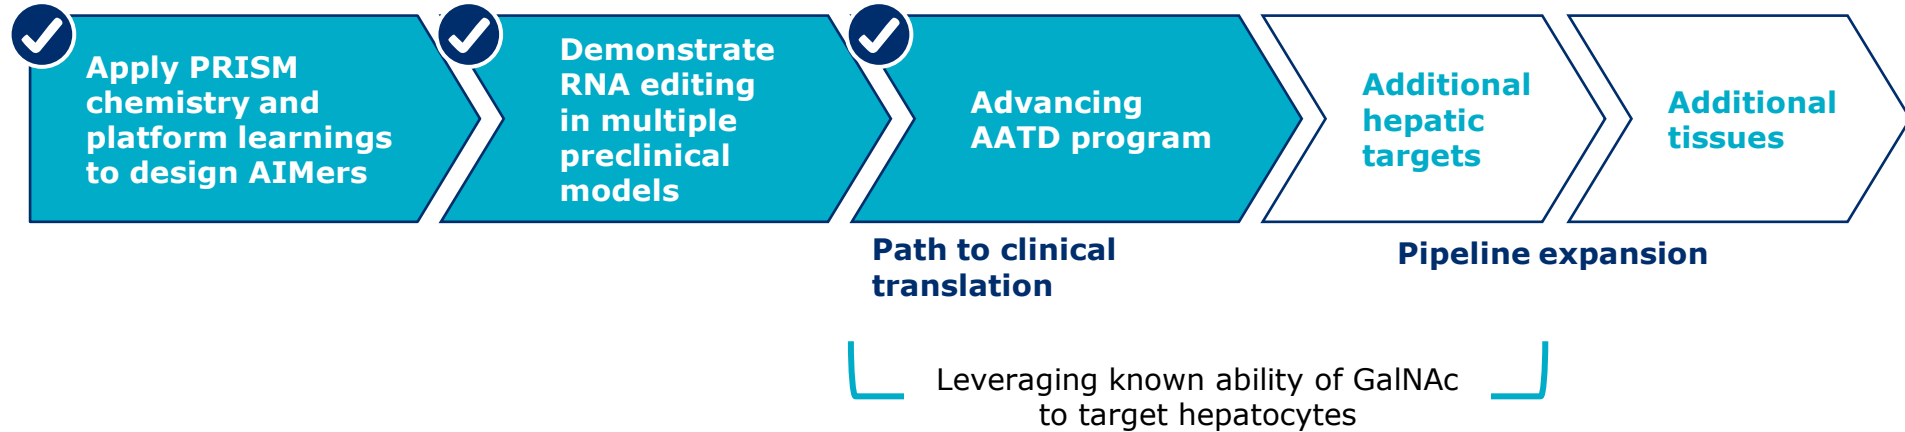 Apply PRISM
chemistry and
platform learnings
to design AIMers
Demonstrate
RNA editing
in multiple
preclinical
models
Advancing
AATD program
Additional
hepatic
targets
Additional
tissues
Path to clinical
translation
Pipeline expansion
Leveraging known ability of GalNAc
to target hepatocytes